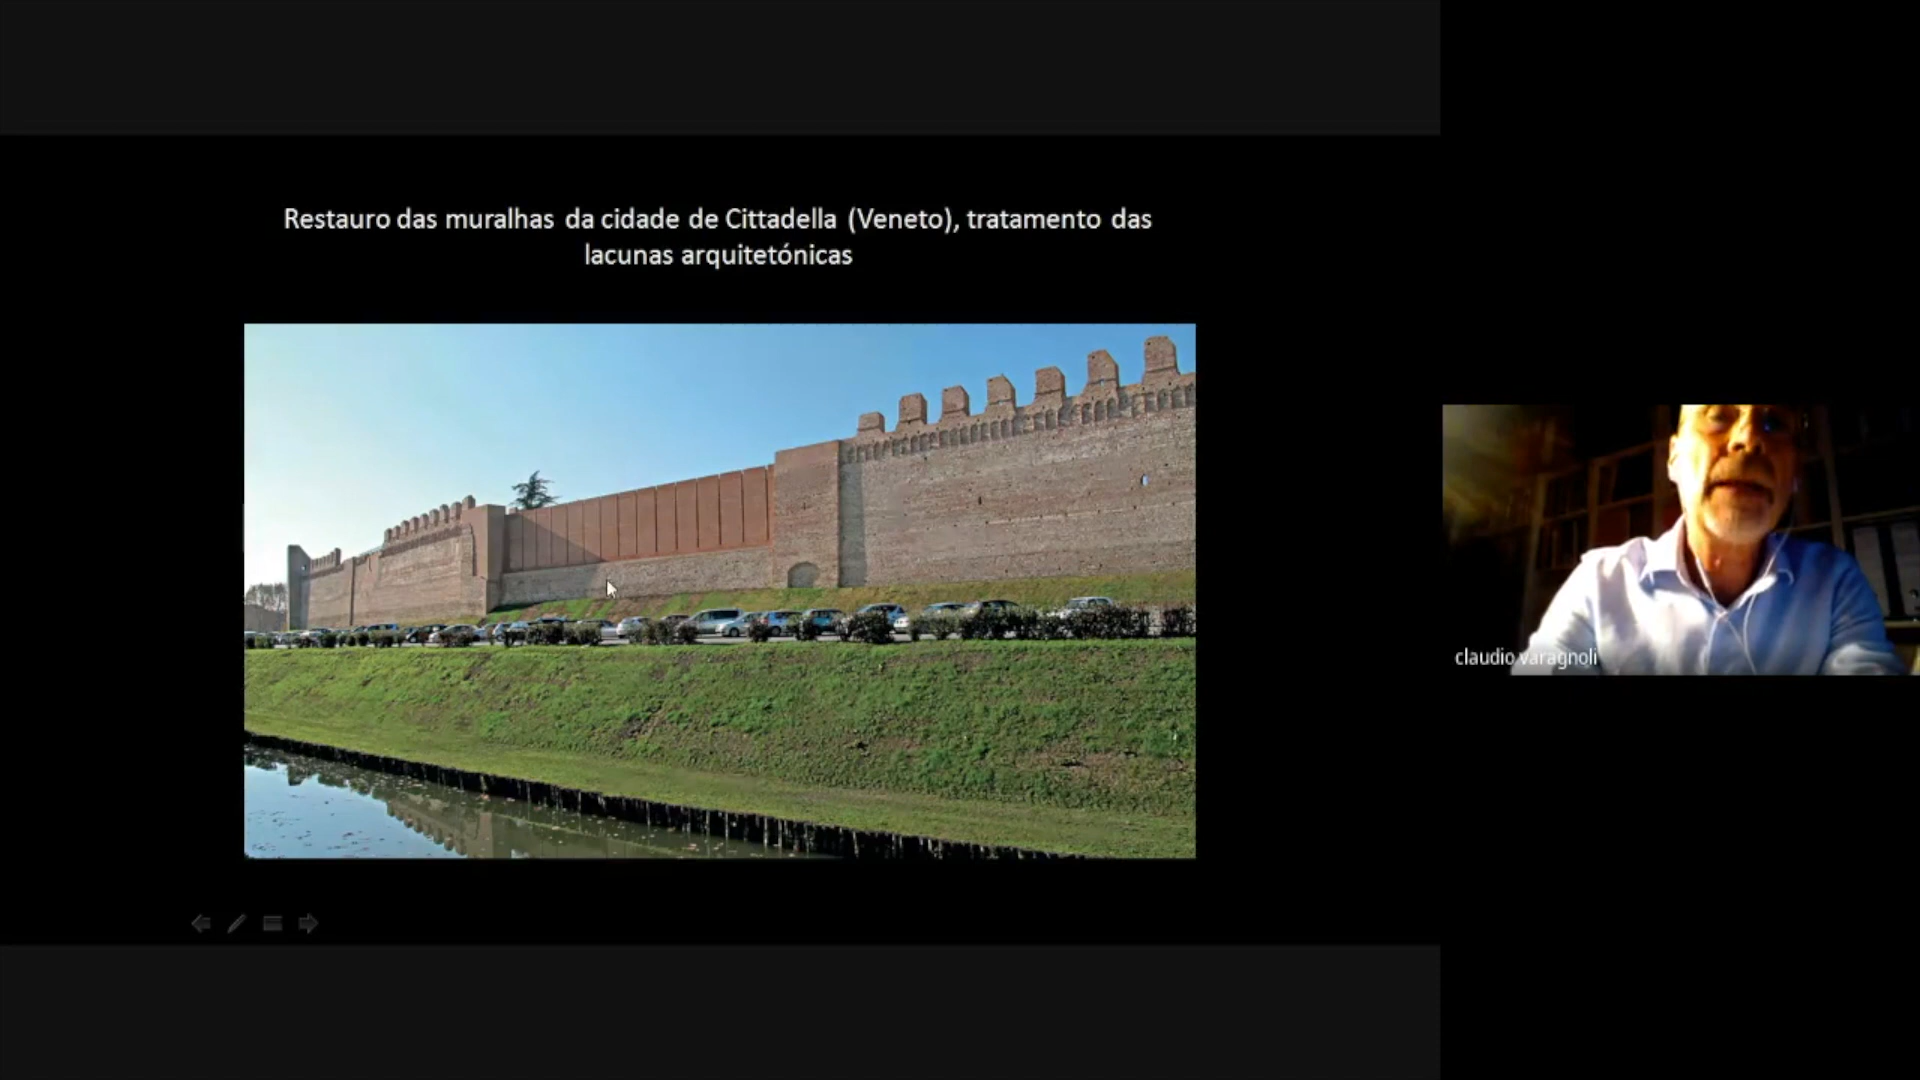 Restauro das muralhas da cidade de Cittadella (Veneto), tratamento das
lacunas arquitetónicas
claudio varagnoli